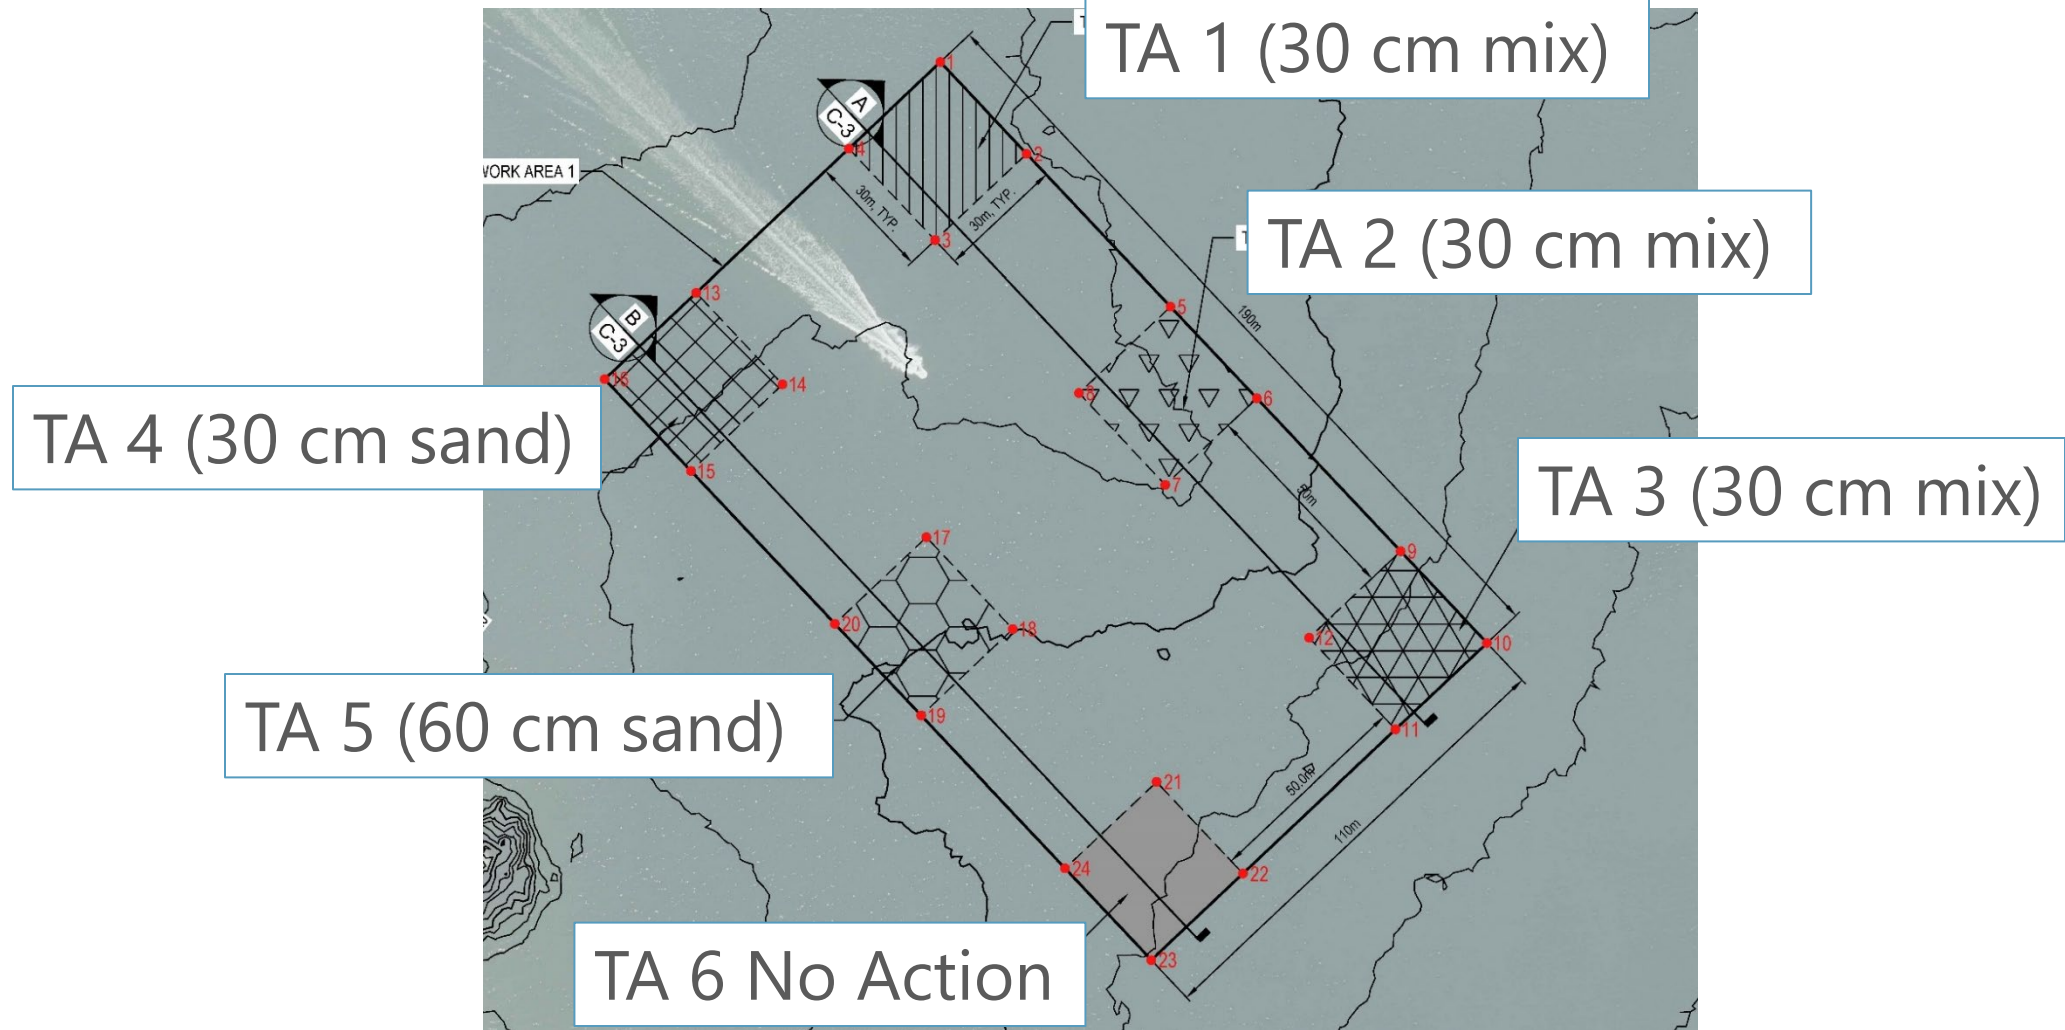 TA 1 (30 cm mix)
1
A
C-3
4
2
WORK AREA 1
30m, TYP.
30m, TYP.
3
TA 2 (30 cm mix)
13
B
C-3
5
190m
16
14
8
6
TA 4 (30 cm sand)
15
7
50m
TA 3 (30 cm mix)
17
9
20
18
12
10
TA 5 (60 cm sand)
19
11
21
50.0m
110m
24
22
TA 6 No Action
23